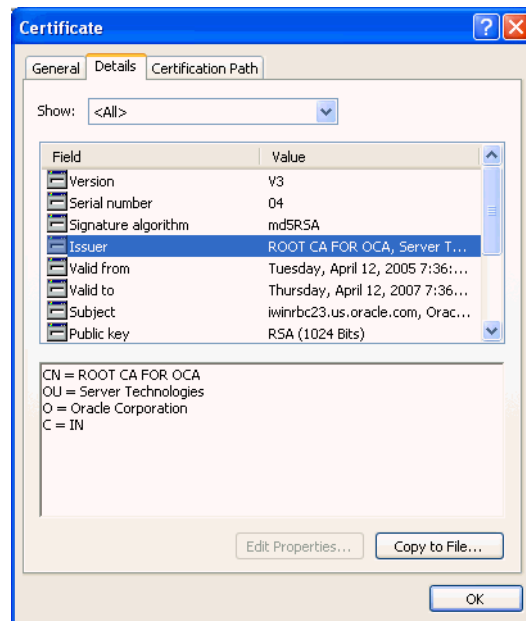 Certificate
General Details Certification Path
Show: <All>
Field Value
Version V3
Serial number 04
Signature algorithm md5RSA
Issuer ROOT CA FOR OCA, Server T...
Valid from Tuesday, April 12, 2005 7:36:...
Valid to Thursday, April 12, 2007 7:36...
Subject iwinrbc23.us.oracle.com, Orac...
Public key RSA (1024 Bits)
CN = ROOT CA FOR OCA
OU = Server Technologies
O = Oracle Corporation
C = IN
Edit Properties... Copy to File...
OK